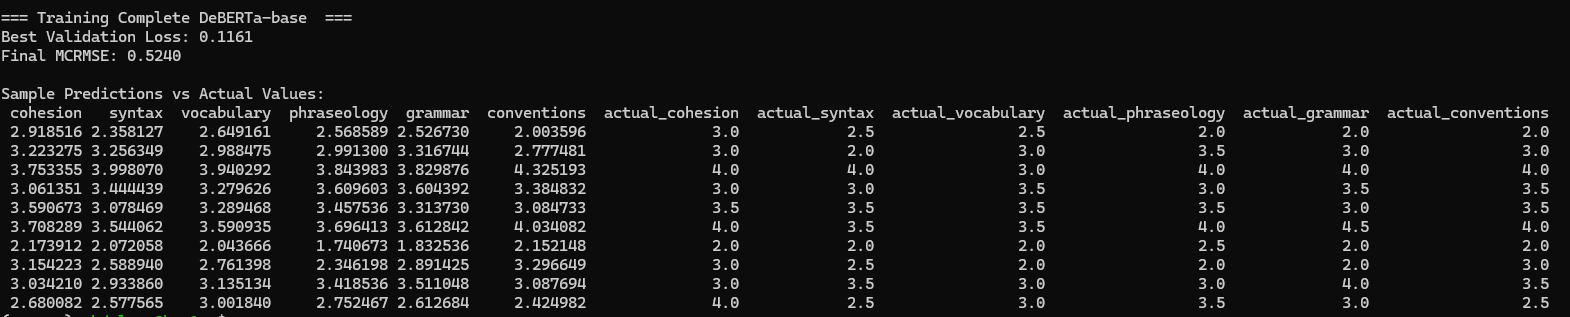 === Training Complete DeBERTa-base  ===
Best Validation Loss: 0.1161
Final MCRMSE: 0.5240
Sample Predictions vs Actual Values:
cohesion syntax vocabulary phraseology grammar conventions actual_cohesion actual_syntax actual_vocabulary actual_phraseology actual_grammar actual_conventions
2.918516 2.358127 2.649161 2.568589 2.526730 2.003596 3.0 2.5 2.5 2.0 2.0 2.0
3.223275 3.256349 2.988475 2.991300 3.316744 2.777481 3.0 2.0 3.0 3.5 3.0 3.0
3.753355 3.998070 3.940292 3.843983 3.829876 4.325193 4.0 4.0 3.0 4.0 4.0 4.0
3.061351 3.444439 3.279626 3.609603 3.604392 3.384832 3.0 3.0 3.5 3.0 3.5 3.5
3.590673 3.078469 3.289468 3.457536 3.313730 3.084733 3.5 3.5 3.5 3.5 3.0 3.5
3.708289 3.544062 3.590935 3.696413 3.612842 4.034082 4.0 3.5 3.5 4.0 4.5 4.0
2.173912 2.072058 2.043666 1.740673 1.832536 2.152148 2.0 2.0 2.0 2.5 2.0 2.0
3.154223 2.588940 2.761398 2.346198 2.891425 3.296649 3.0 2.5 2.0 2.0 2.0 3.0
3.034210 2.933860 3.135134 3.418536 3.511048 3.087694 3.0 3.5 3.0 3.0 4.0 3.5
2.680082 2.577565 3.001840 2.752467 2.612684 2.424982 4.0 2.5 3.0 3.5 3.0 2.5